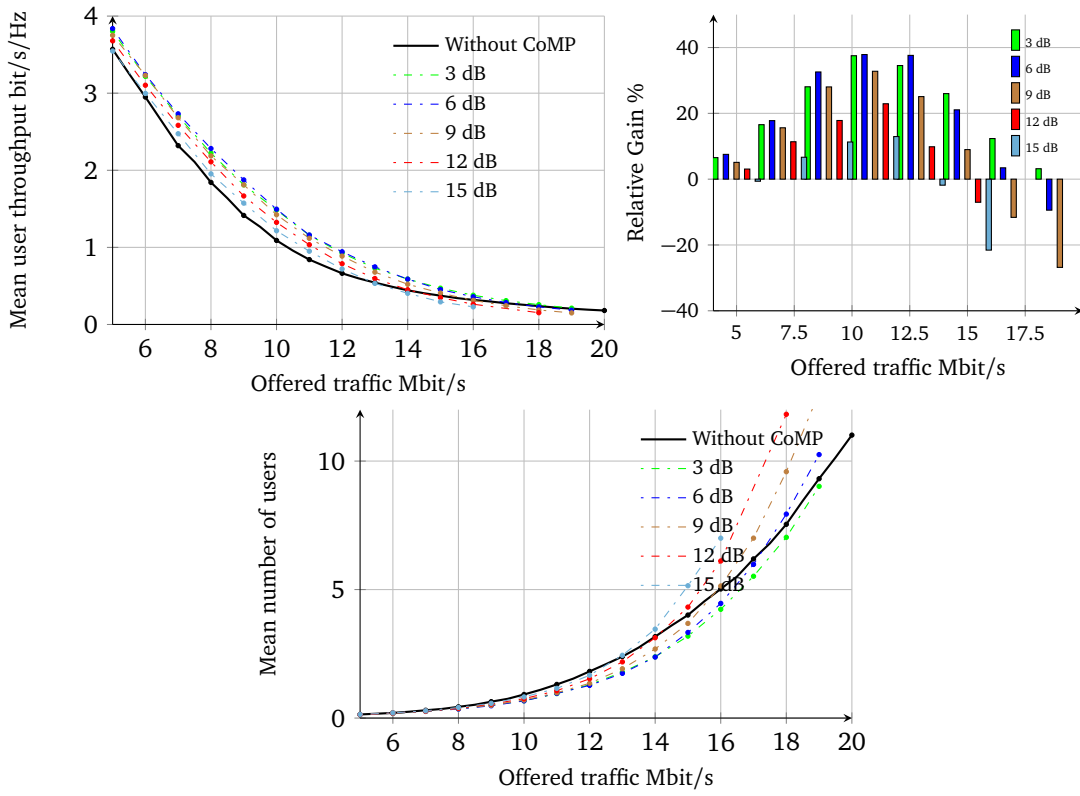 Mean user throughput bit/s/Hz
4
3
2
1
0
6 8 10 12 14 16 18 20
Offered traffic Mbit/s
Without CoMP
3 dB
6 dB
9 dB
12 dB
15 dB
Relative Gain %
40
20
0
−20
−40
5 7.5 10 12.5 15 17.5
Offered traffic Mbit/s
3 dB
6 dB
9 dB
12 dB
15 dB
Mean number of users
10
5
0
6 8 10 12 14 16 18 20
Offered traffic Mbit/s
Without CoMP
3 dB
6 dB
9 dB
12 dB
15 dB